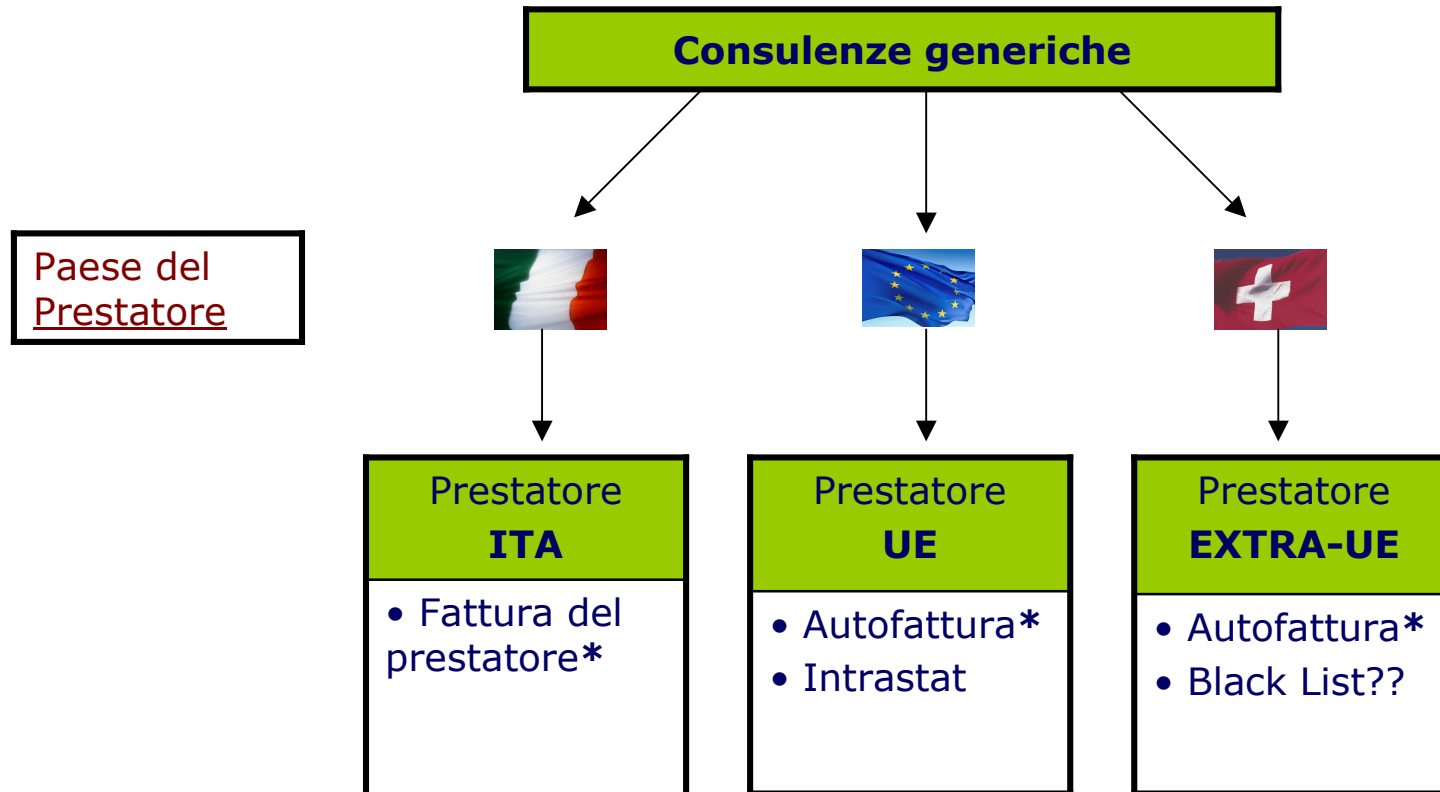 Consulenze generiche
Paese del
Prestatore
Prestatore
ITA
• Fattura del
prestatore*
Prestatore
UE
• Autofattura*
• Intrastat
Prestatore
EXTRA-UE
• Autofattura*
• Black List??